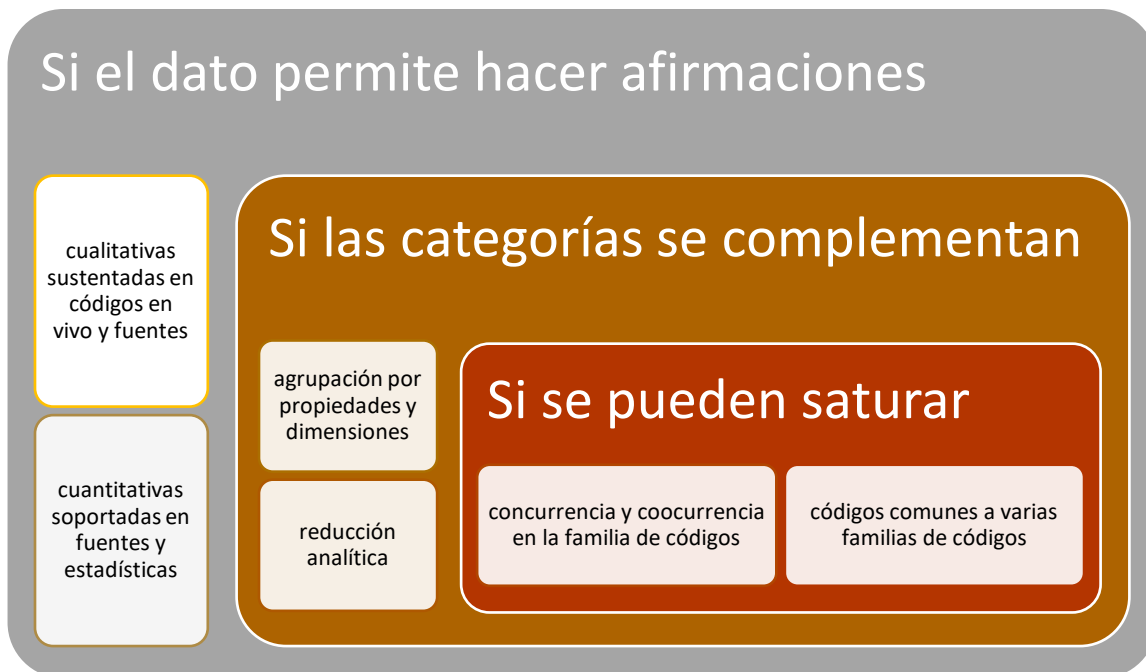 Si el dato permite hacer afirmaciones
cualitativas
sustentadas en
códigos en
vivo y fuentes
cuantitativas
soportadas en
fuentes y
estadísticas
Si las categorías se complementan
agrupación por
propiedades y
dimensiones
reducción
analítica
Si se pueden saturar
concurrencia y coocurrencia
en la familia de códigos
códigos comunes a varias
familias de códigos